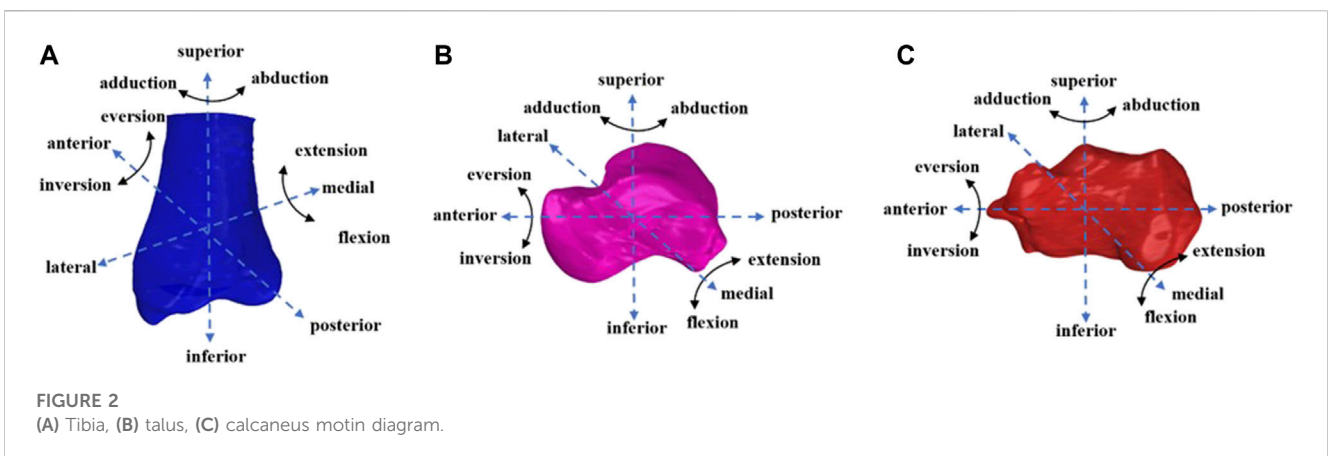 A
superior
adduction
abduction
eversion
anterior
extension
inversion
medial
flexion
lateral
posterior
inferior
B
superior
adduction
abduction
lateral
eversion
anterior
posterior
inversion
extension
medial
flexion
inferior
C
superior
adduction
abduction
lateral
eversion
anterior
posterior
inversion
extension
medial
flexion
inferior
FIGURE 2
(A) Tibia, (B) talus, (C) calcaneus motin diagram.